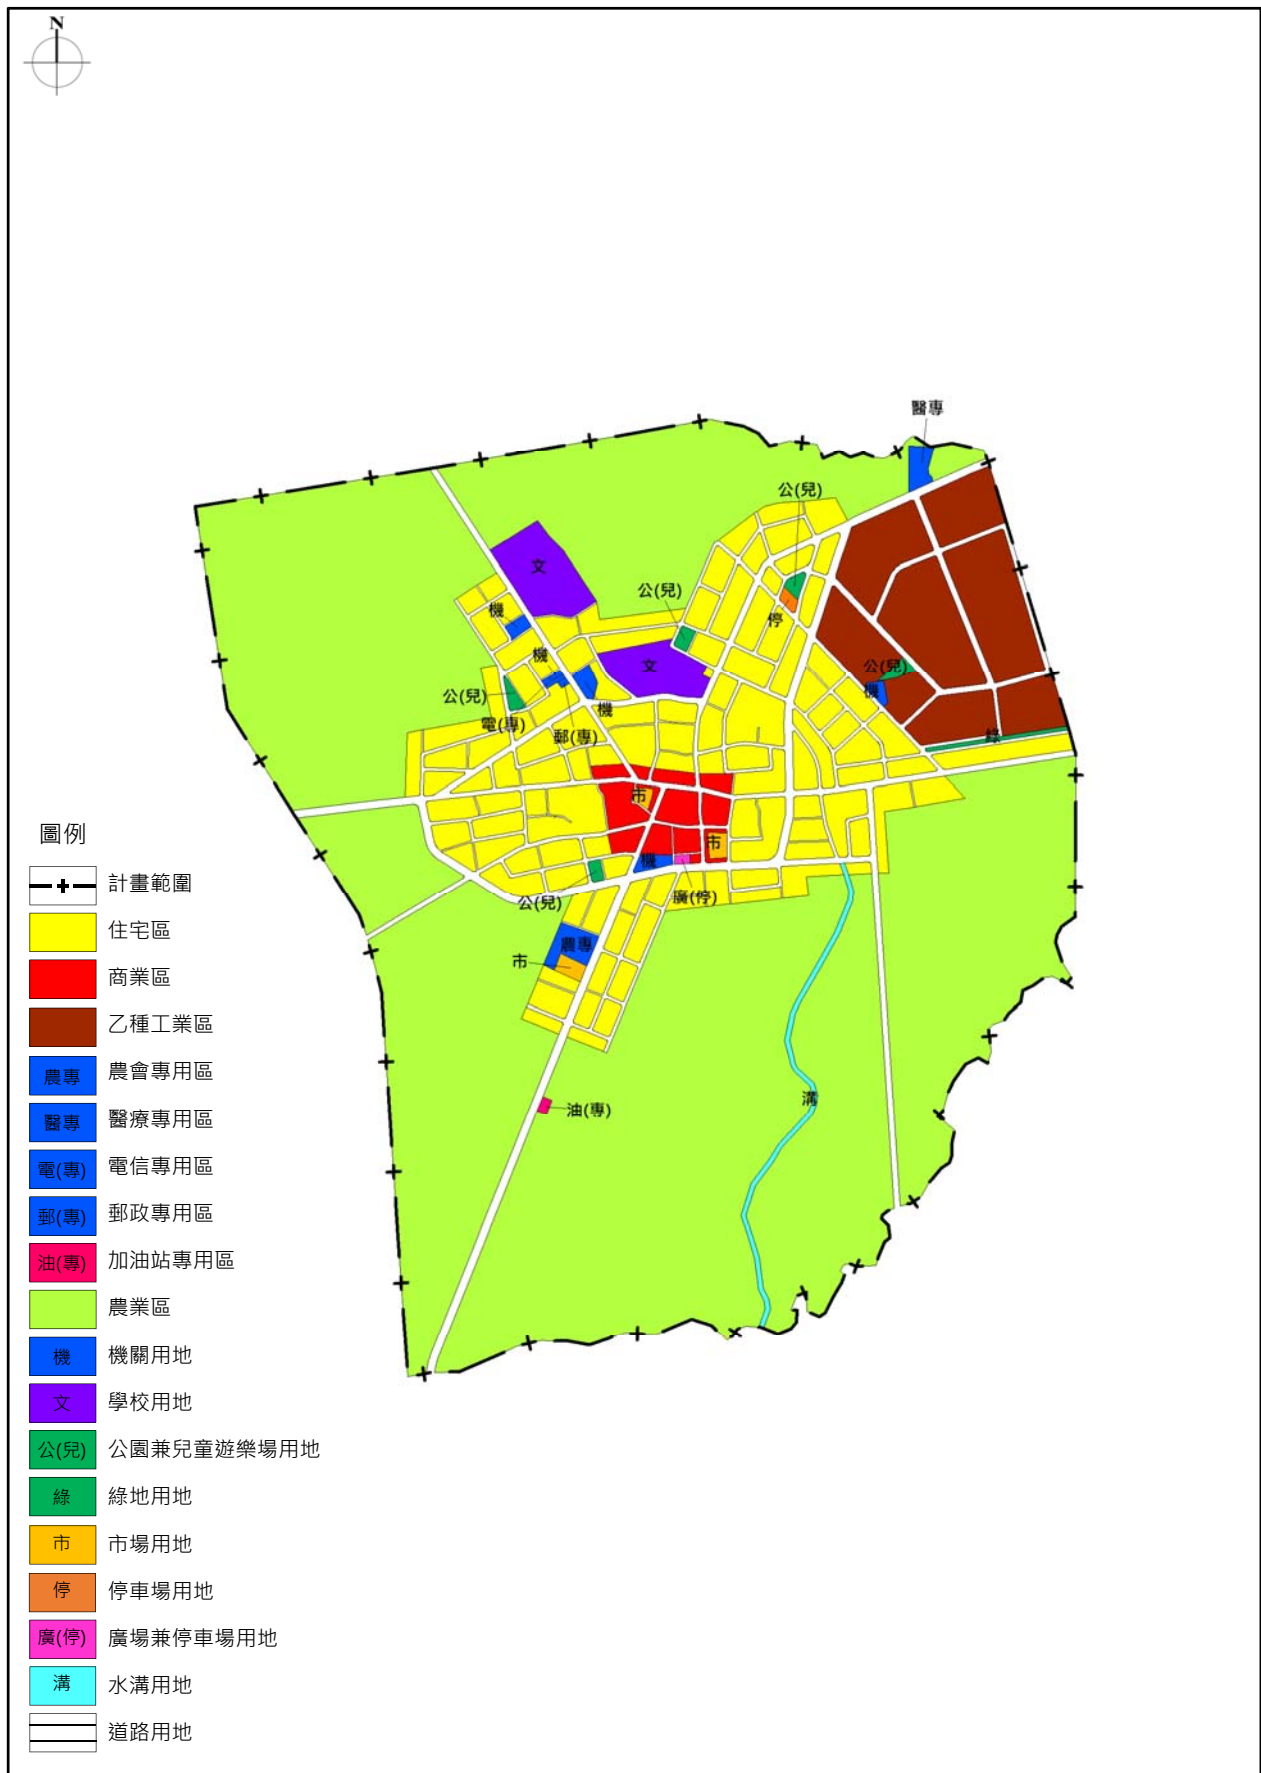 N
醫專
公(兒)
文
公(兒)
機
停
機
文
公(兒)
公(兒)
機
機
電(專)
郵(專)
綠
市
圖例
市
機
計畫範圍
廣(停)
公(兒)
住宅區
農專
市
商業區
乙種工業區
農專 農會專用區
油(專)
溝
醫專 醫療專用區
電(專) 電信專用區
郵(專) 郵政專用區
油(專) 加油站專用區
農業區
機 機關用地
文 學校用地
公(兒) 公園兼兒童遊樂場用地
綠 綠地用地
市 市場用地
停 停車場用地
廣(停) 廣場兼停車場用地
溝 水溝用地
道路用地